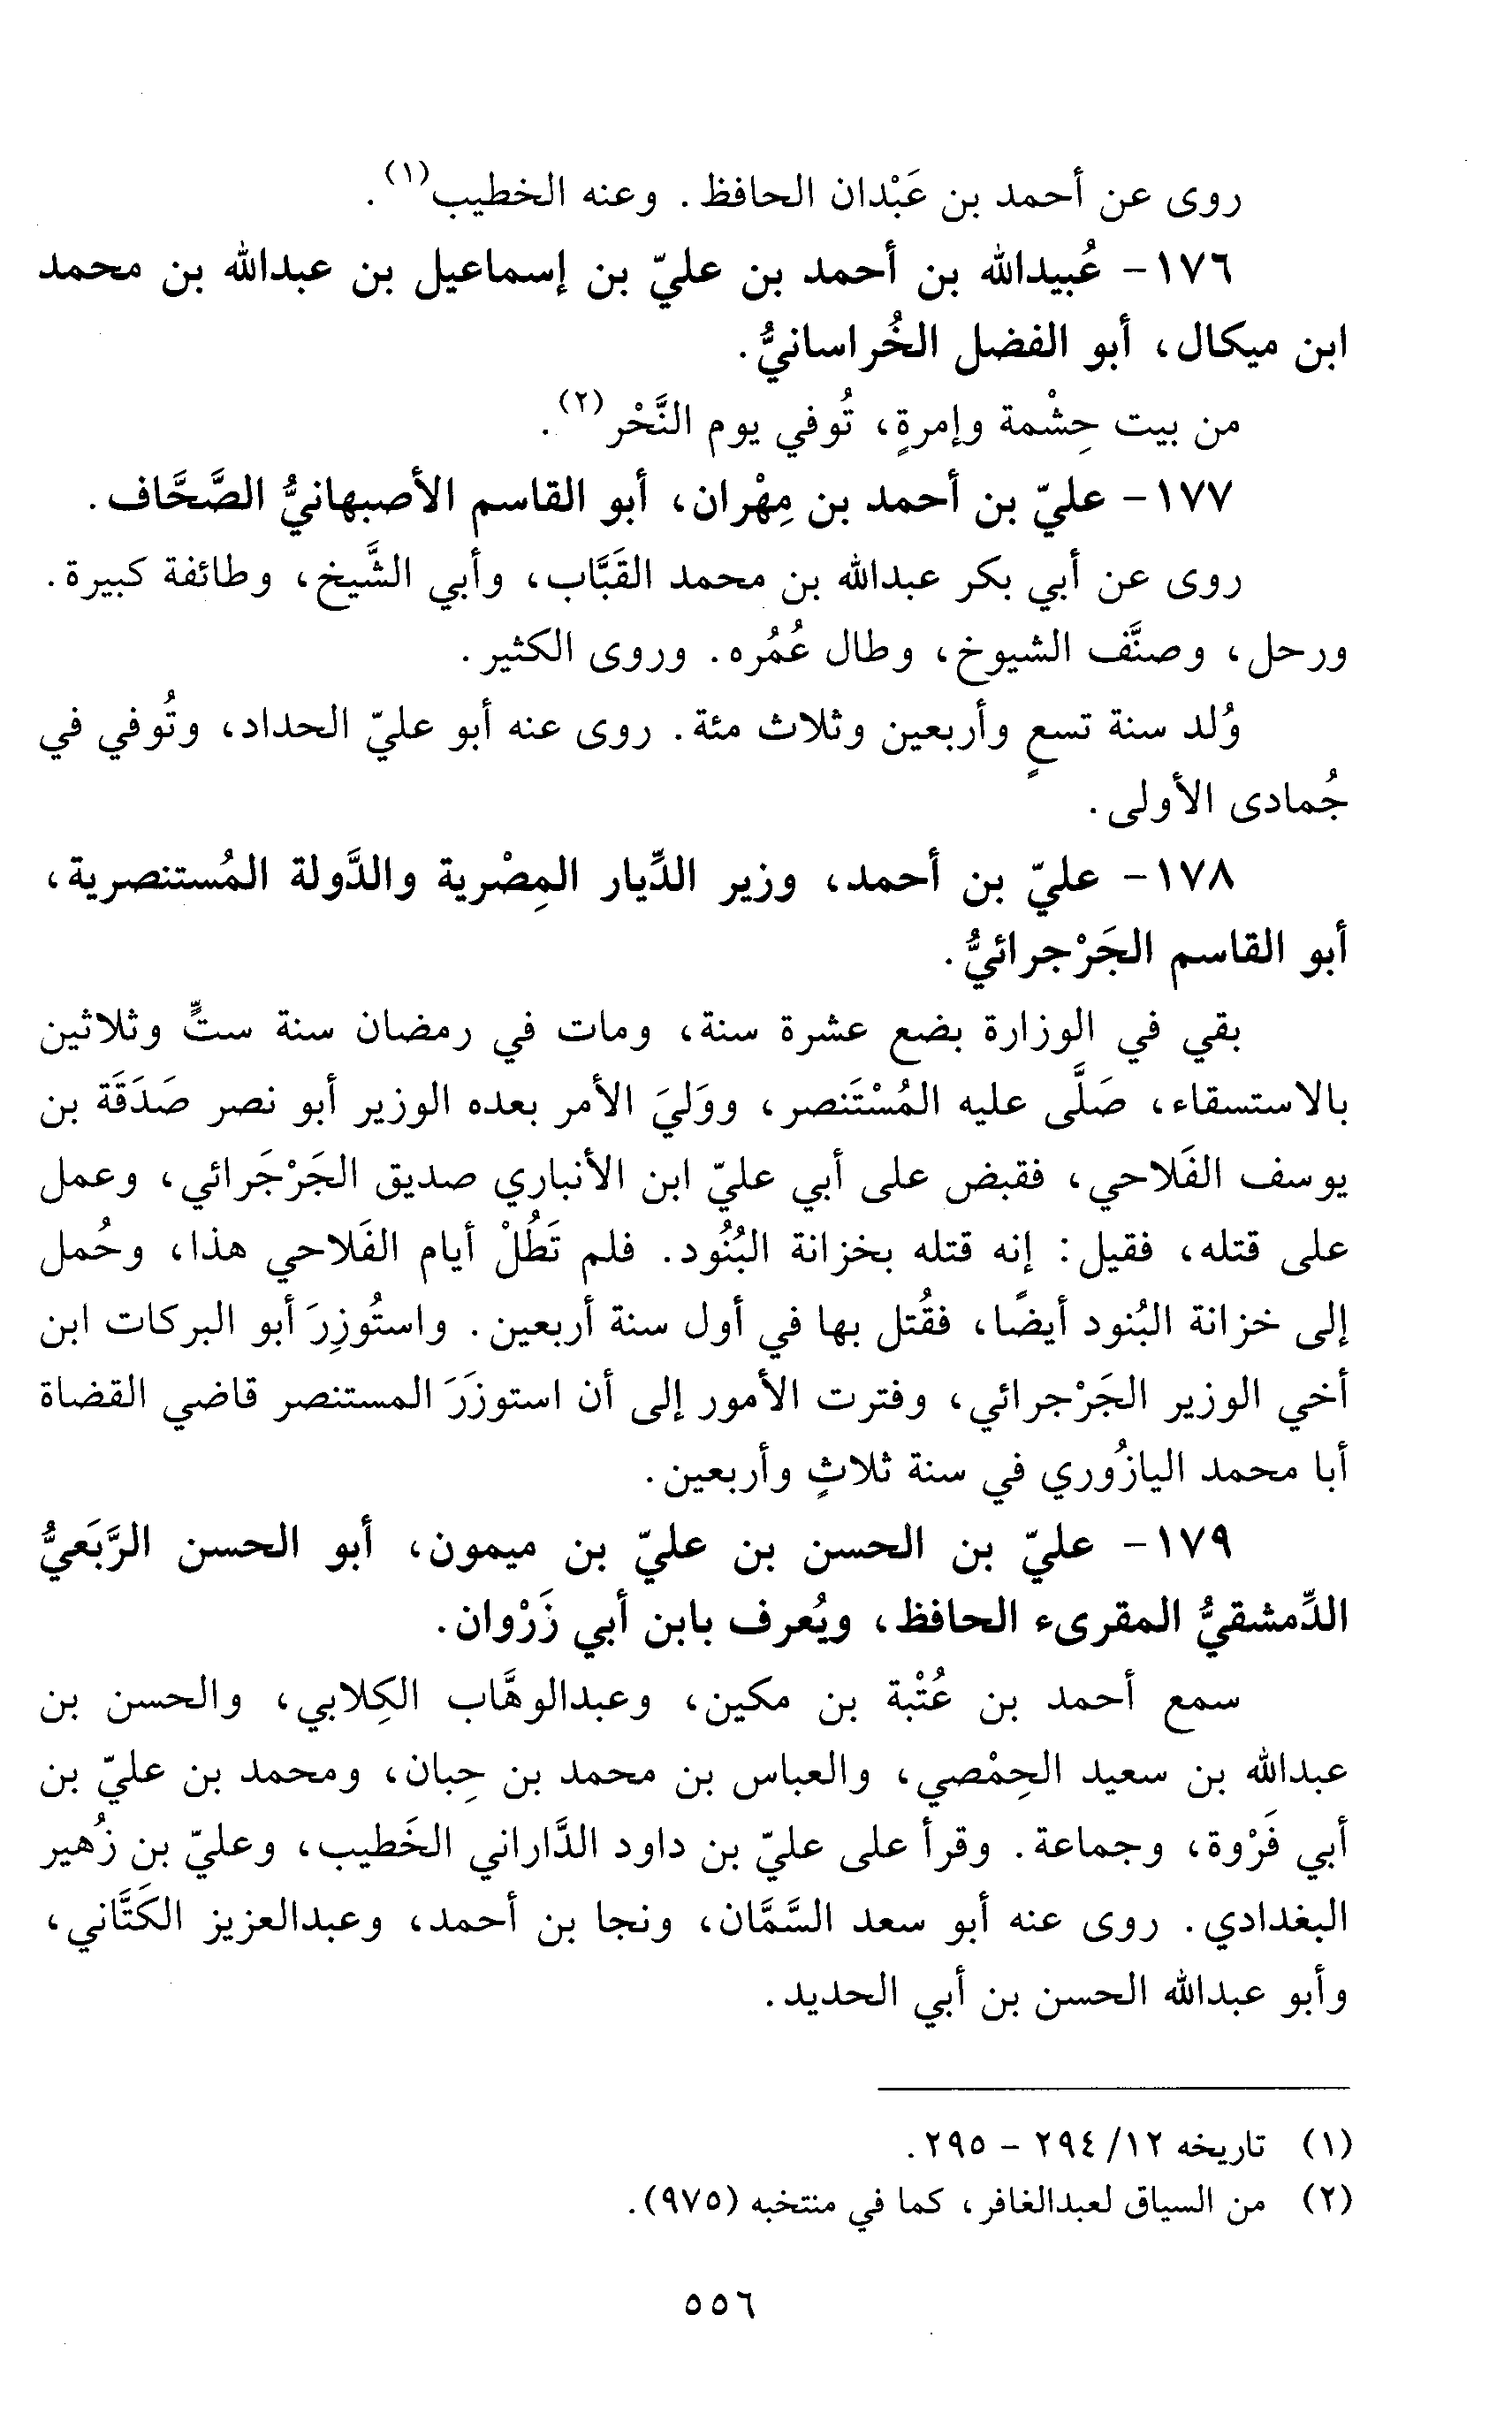 روى عن أحمد بن عَبْدان الحافظ. وعنه الخطيب(١).
١٧٦- عُبيدالله بن أحمد بن عليّ بن إسماعيل بن عبدالله بن محمد
ابن ميكال، أبو الفضل الخُراسانيُّ.
من بيت حِشْمة وإمرةٍ، تُوفي يوم النَّحْر(٢).
١٧٧- عليّ بن أحمد بن مِهْران، أبو القاسم الأصبهانيُّ الصَّحَّاف.
روى عن أبي بكر عبدالله بن محمد القَبَّاب، وأبي الشَّيخ، وطائفة كبيرة.
ورحل، وصنَّف الشيوخ، وطال عُمُره. وروى الكثير.
وُلد سنة تسعٍ وأربعين وثلاث مئة. روى عنه أبو عليّ الحداد، وتُوفي في
جُمادى الأولى.
١٧٨- عليّ بن أحمد، وزير الدِّيار المِصْرية والدَّولة المُستنصرية،
أبو القاسم الجَرْجرائيُّ.
بقي في الوزارة بضع عشرة سنة، ومات في رمضان سنة ستٍّ وثلاثين
بالاستسقاء، صَلَّى عليه المُسْتَنصر، ووَليَ الأمر بعده الوزير أبو نصر صَدَقَة بن
يوسف الفَلاحي، فقبض على أبي عليّ ابن الأنباري صديق الجَرْجَرائي، وعمل
على قتله، فقيل: إنه قتله بخزانة البُنُود. فلم تَطُلْ أيام الفَلاحي هذا، وحُمل
إلى خزانة البُنود أيضًا، فقُتل بها في أول سنة أربعين. واستُوزِرَ أبو البركات ابن
أخي الوزير الجَرْجرائي، وفترت الأمور إلى أن استوزَرَ المستنصر قاضي القضاة
أبا محمد اليازُوري في سنة ثلاثٍ وأربعين.
١٧٩- عليّ بن الحسن بن عليّ بن ميمون، أبو الحسن الرَّبَعيُّ
الدِّمشقيُّ المقرىء الحافظ، ويُعرف بابن أبي زَرْوان.
سمع أحمد بن عُتْبة بن مكين، وعبدالوهَّاب الكِلابي، والحسن بن
عبدالله بن سعيد الحِمْصي، والعباس بن محمد بن حِبان، ومحمد بن عليّ بن
أبي فَرْوة، وجماعة. وقرأ على عليّ بن داود الدَّاراني الخَطيب، وعليّ بن زُهير
البغدادي. روى عنه أبو سعد السَّمَّان، ونجا بن أحمد، وعبدالعزيز الكَتَّاني،
وأبو عبدالله الحسن بن أبي الحديد.
(١) تاريخه ١٢/ ٢٩٤ - ٢٩٥.
(٢) من السياق لعبدالغافر، كما في منتخبه (٩٧٥).
٥٥٦